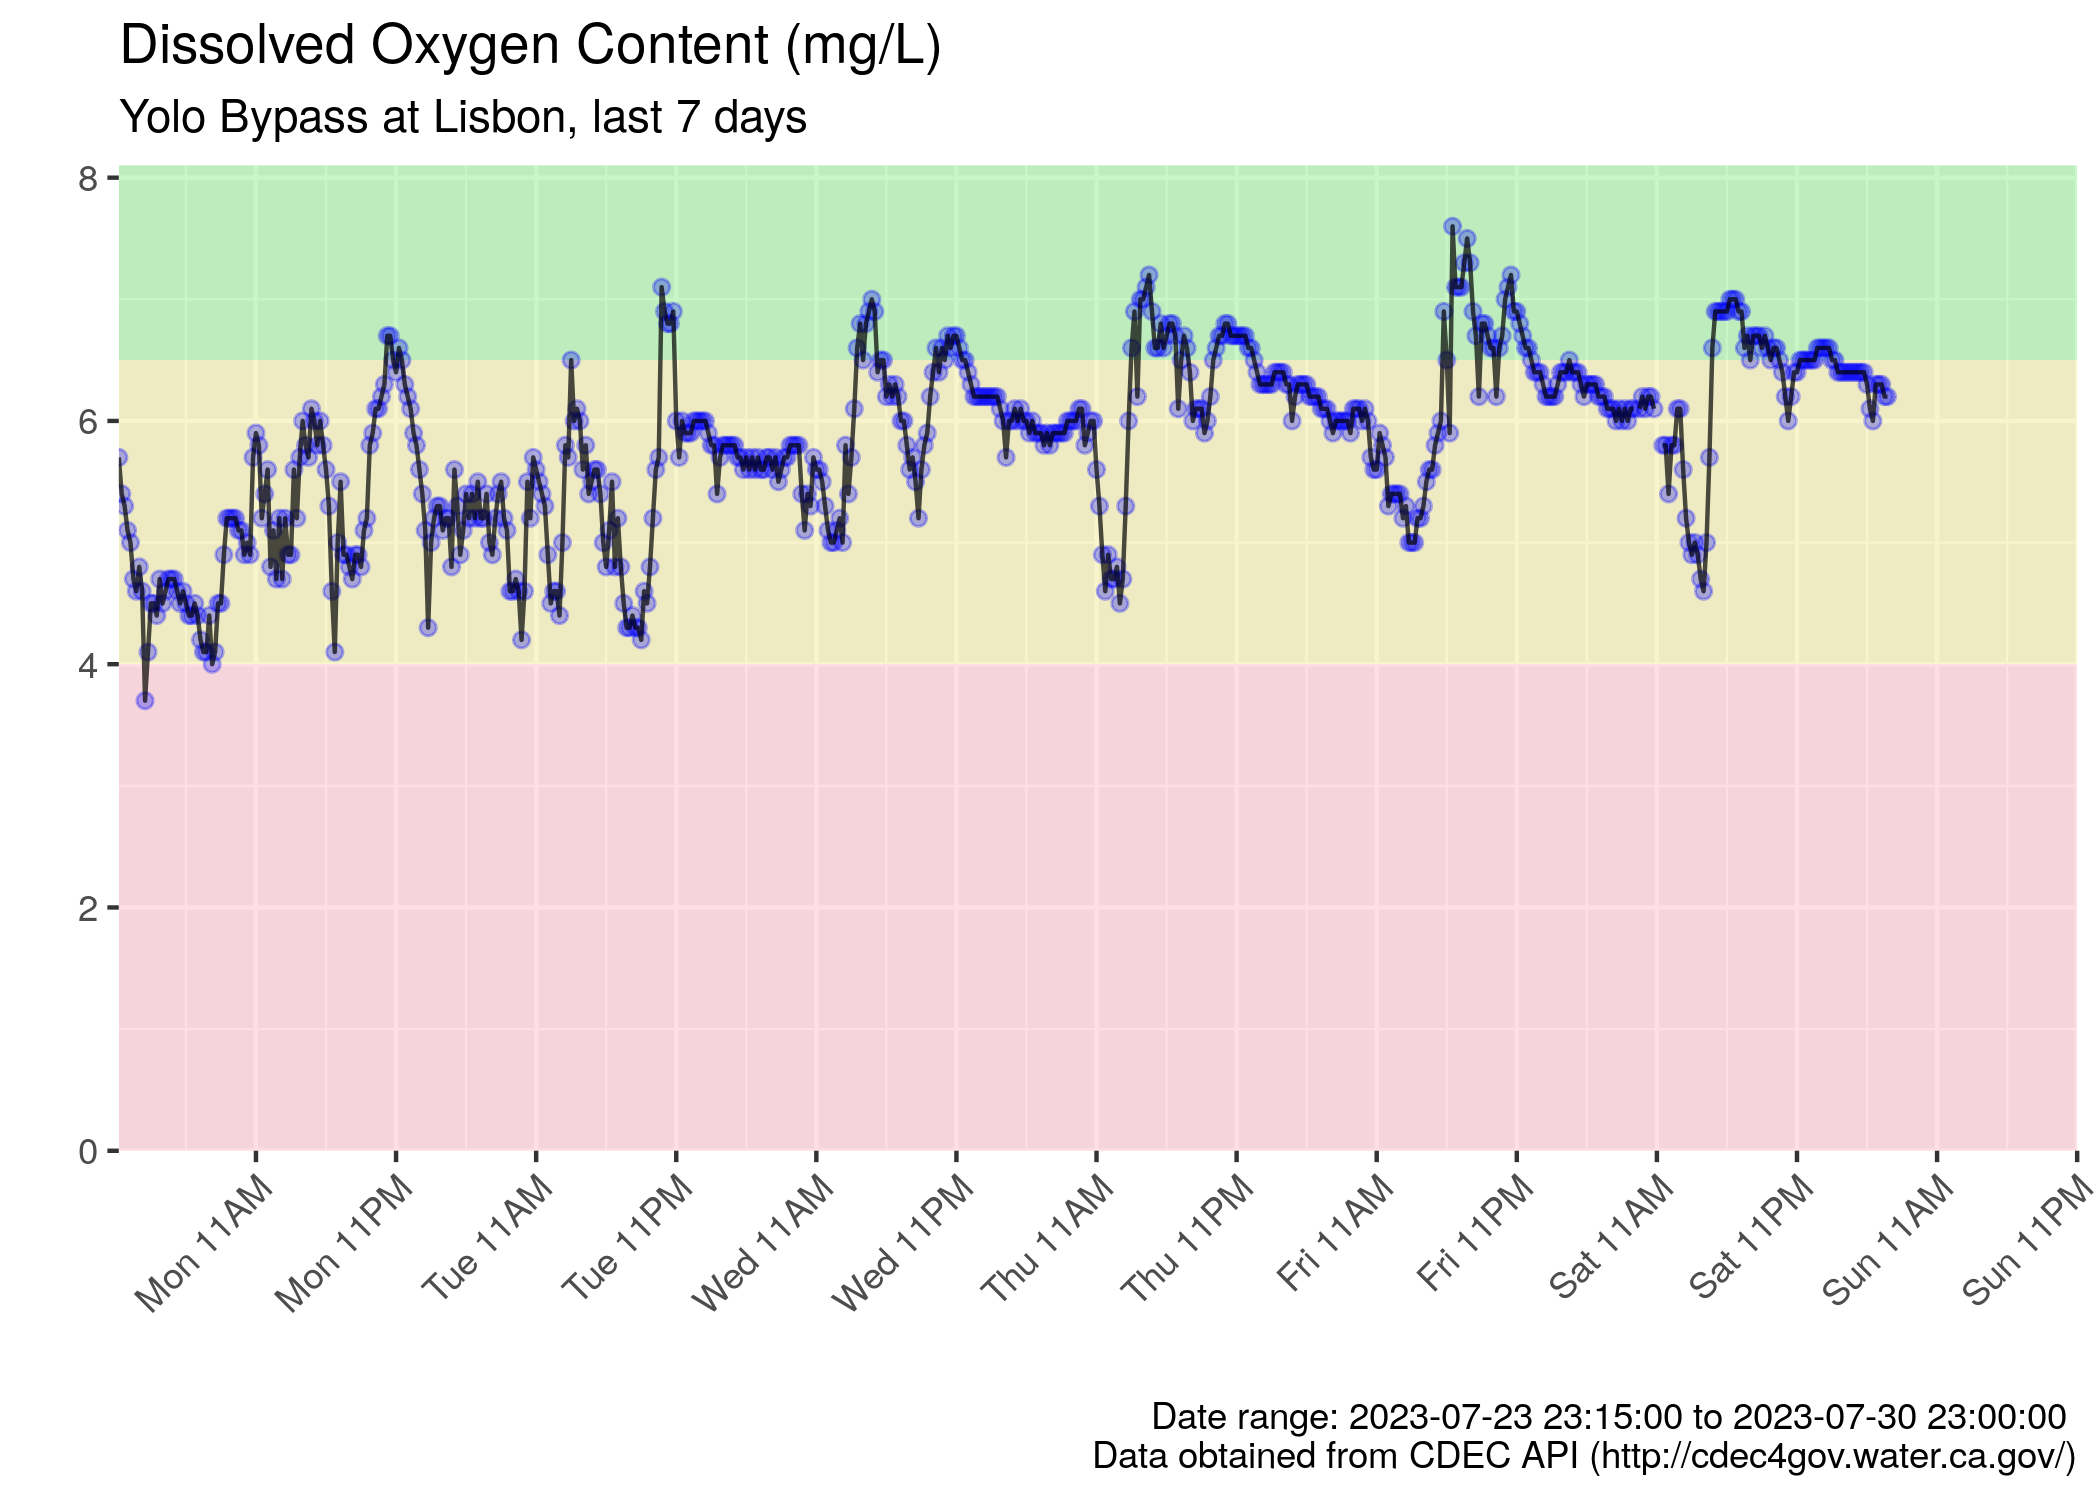 Dissolved Oxygen Content (mg/L)
Yolo Bypass at Lisbon, last 7 days
8
6
4
2
0
Mon 11AM
Mon 11PM
Tue 11AM
Tue 11PM
Wed 11AM
Wed 11PM
Thu 11AM
Thu 11PM
Fri 11AM
Fri 11PM
Sat 11AM
Sat 11PM
Sun 11AM
Sun 11PM
Date range: 2023-07-23 23:15:00 to 2023-07-30 23:00:00
Data obtained from CDEC API (http://cdec4gov.water.ca.gov/)